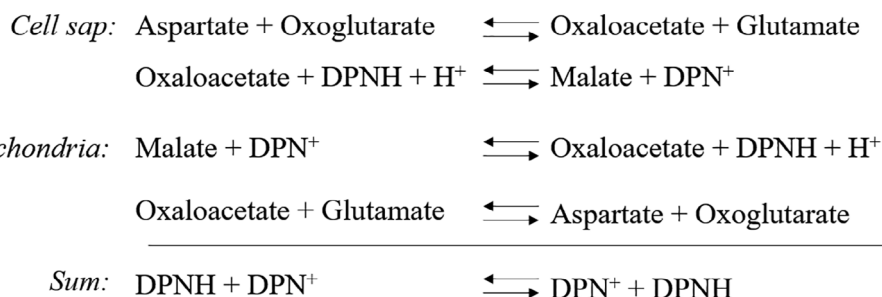 Cell sap: Aspartate + Oxoglutarate ⇄ Oxaloacetate + Glutamate
Oxaloacetate + DPNH + H⁺ ⇄ Malate + DPN⁺
chondria: Malate + DPN⁺ ⇄ Oxaloacetate + DPNH + H⁺
Oxaloacetate + Glutamate ⇄ Aspartate + Oxoglutarate
Sum: DPNH + DPN⁺ ⇄ DPN⁺ + DPNH